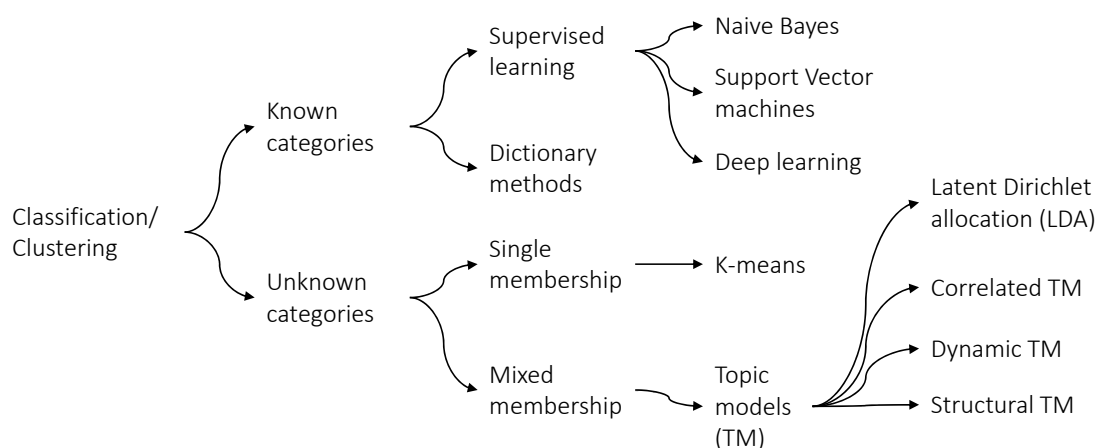 Classification/
Clustering
Known
categories
Unknown
categories
Supervised
learning
Dictionary
methods
Single
membership
Mixed
membership
Naive Bayes
Support Vector
machines
Deep learning
K-means
Topic
models
(TM)
Latent Dirichlet
allocation (LDA)
Correlated TM
Dynamic TM
Structural TM